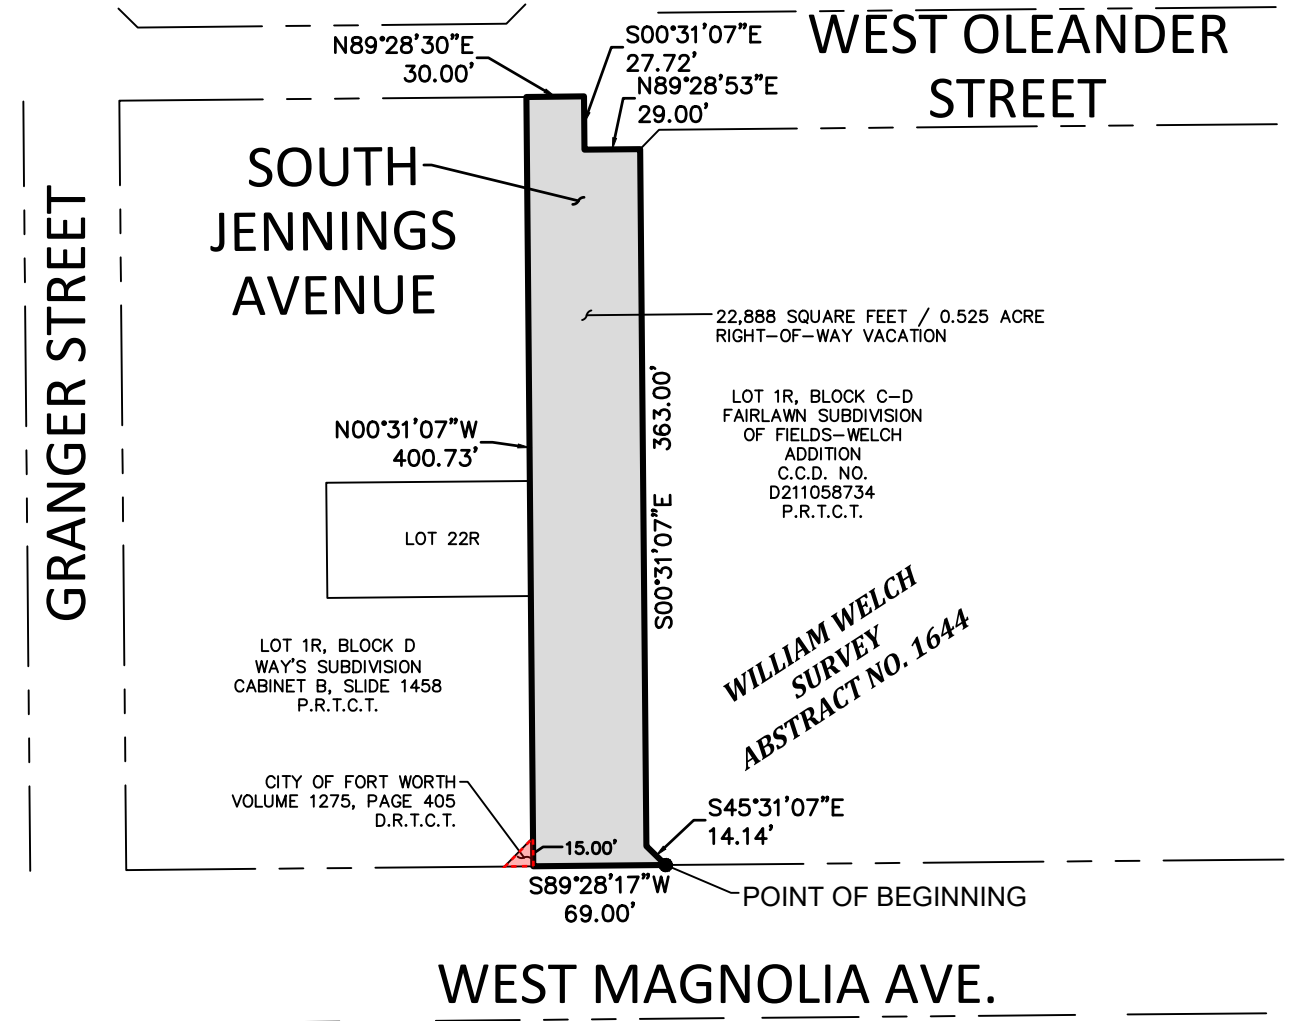 WEST OLEANDER
STREET
N89°28'30"E
30.00'
S00°31'07"E
27.72'
N89°28'53"E
29.00'
SOUTH
JENNINGS
AVENUE
GRANGER STREET
22,888 SQUARE FEET / 0.525 ACRE
RIGHT-OF-WAY VACATION
363.00'
S00°31'07"E
LOT 1R, BLOCK C-D
FAIRLAWN SUBDIVISION
OF FIELDS-WELCH
ADDITION
C.C.D. NO.
D211058734
P.R.T.C.T.
N00°31'07"W
400.73'
LOT 22R
WILLIAM WELCH
SURVEY
ABSTRACT NO. 1644
LOT 1R, BLOCK D
WAY'S SUBDIVISION
CABINET B, SLIDE 1458
P.R.T.C.T.
CITY OF FORT WORTH
VOLUME 1275, PAGE 405
D.R.T.C.T.
S45°31'07"E
14.14'
15.00'
S89°28'17"W
69.00'
POINT OF BEGINNING
WEST MAGNOLIA AVE.